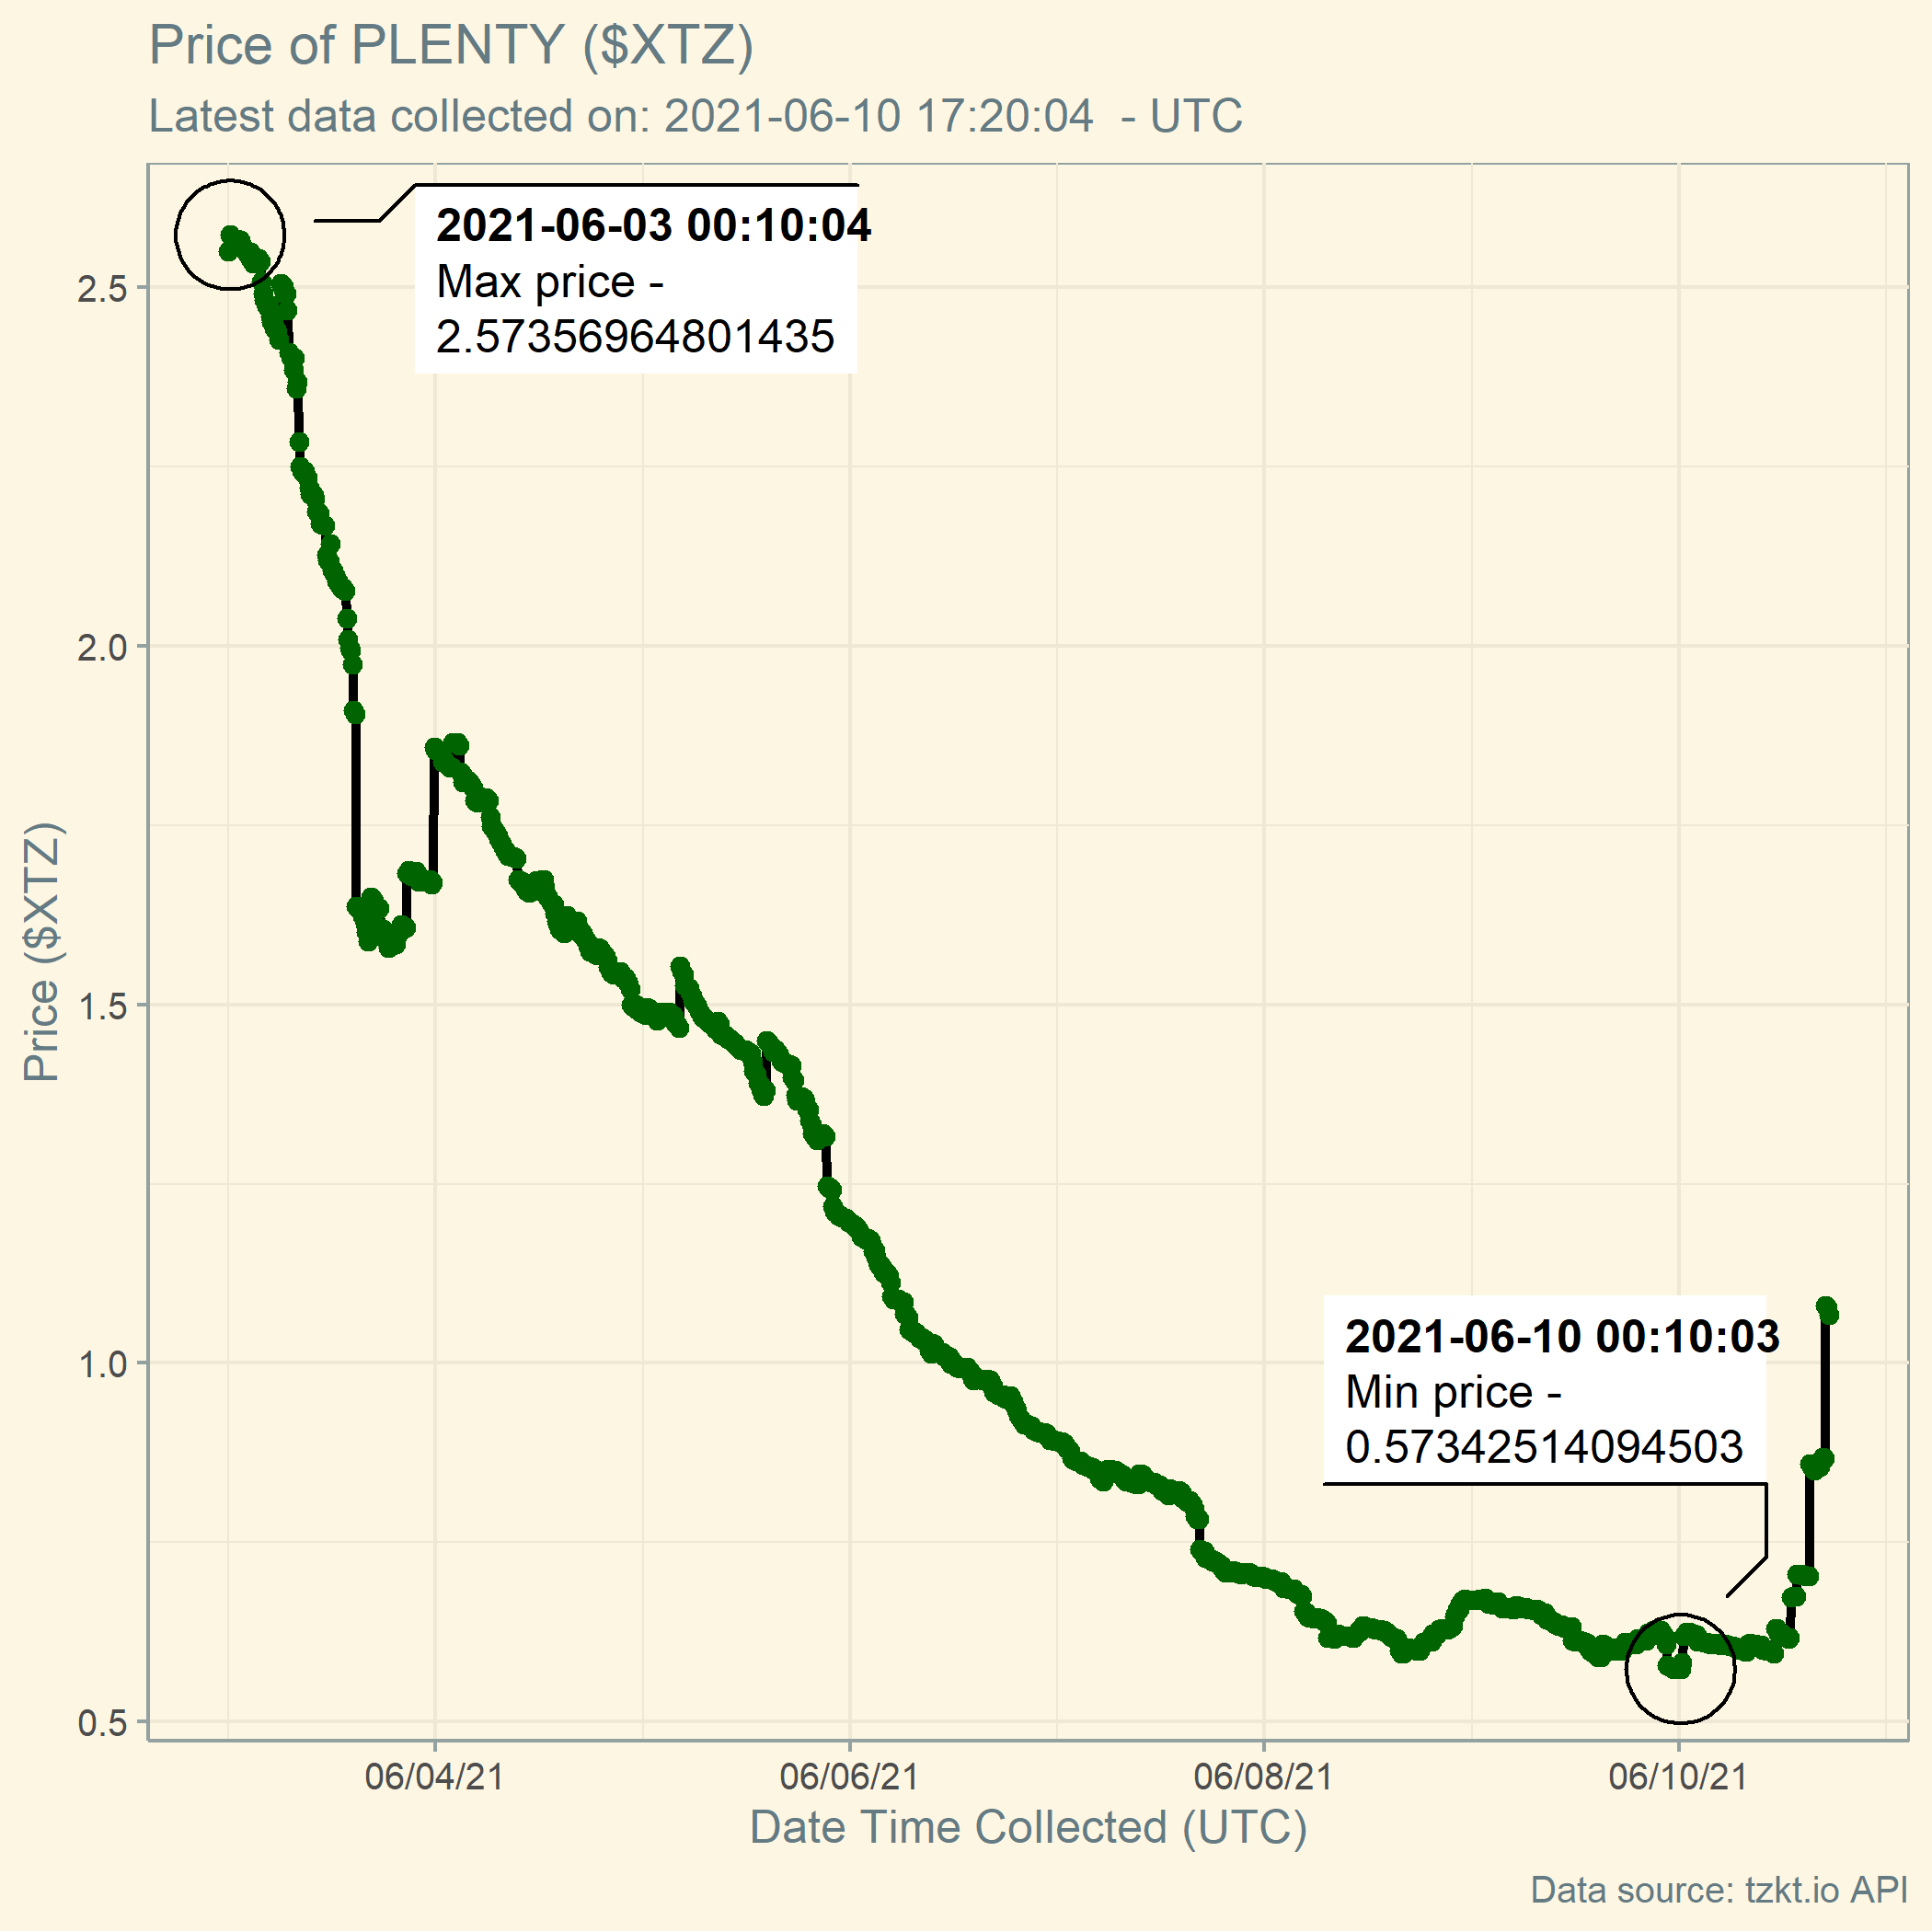 Price of PLENTY ($XTZ)
Latest data collected on: 2021-06-10 17:20:04  - UTC
2021-06-03 00:10:04
Max price -
2.57356964801435
2.5
2.0
1.5
1.0
0.5
Price ($XTZ)
2021-06-10 00:10:03
Min price -
0.57342514094503
06/04/21
06/06/21
06/08/21
06/10/21
Date Time Collected (UTC)
Data source: tzkt.io API